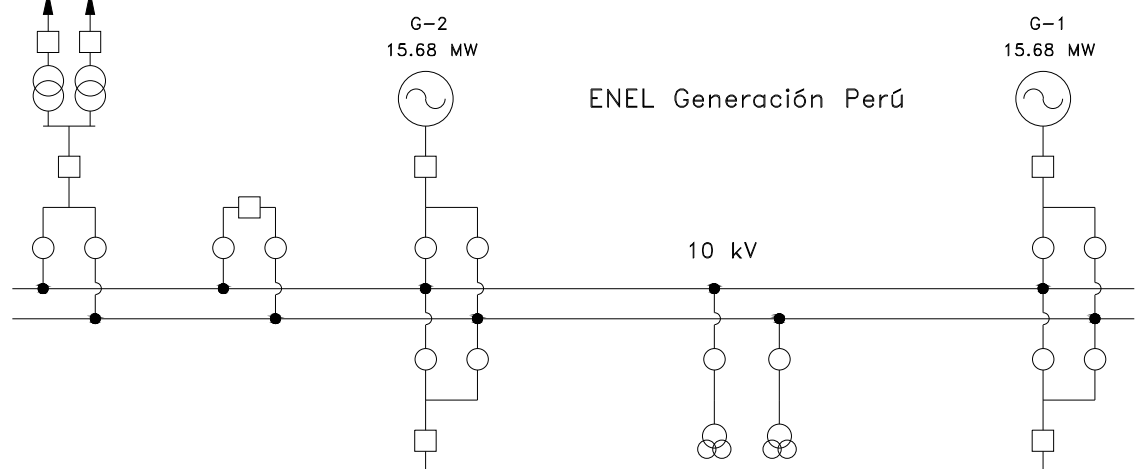 G-2
15.68 MW
G-1
15.68 MW
ENEL Generación Perú
10 kV